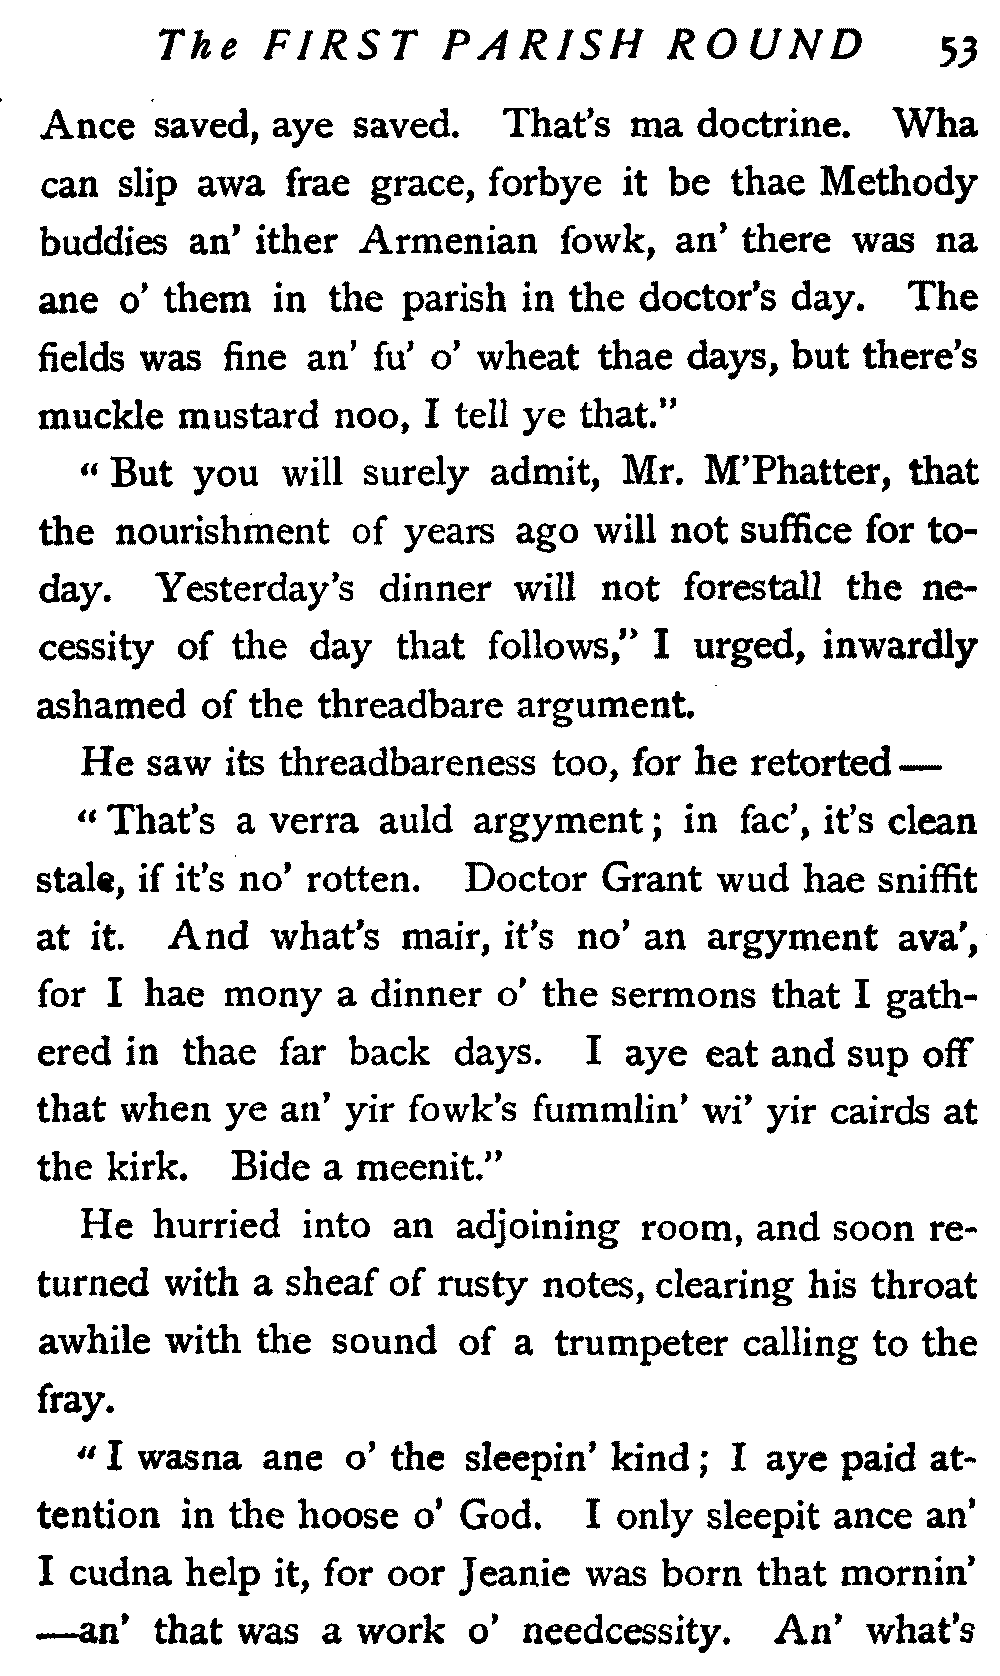 The FIRST PARISH ROUND 53
Ance saved, aye saved. That's ma doctrine. Wha
can slip awa frae grace, forbye it be thae Methody
buddies an' ither Armenian fowk, an' there was na
ane o' them in the parish in the doctor's day. The
fields was fine an' fu' o' wheat thae days, but there's
muckle mustard noo, I tell ye that."
"But you will surely admit, Mr. M'Phatter, that
the nourishment of years ago will not suffice for to-
day. Yesterday's dinner will not forestall the ne-
cessity of the day that follows," I urged, inwardly
ashamed of the threadbare argument.
He saw its threadbareness too, for he retorted—
"That's a verra auld argyment; in fac', it's clean
stale, if it's no' rotten. Doctor Grant wud hae sniffit
at it. And what's mair, it's no' an argyment ava',
for I hae mony a dinner o' the sermons that I gath-
ered in thae far back days. I aye eat and sup off
that when ye an' yir fowk's fummlin' wi' yir cairds at
the kirk. Bide a meenit."
He hurried into an adjoining room, and soon re-
turned with a sheaf of rusty notes, clearing his throat
awhile with the sound of a trumpeter calling to the
fray.
"I wasna ane o' the sleepin' kind; I aye paid at-
tention in the hoose o' God. I only sleepit ance an'
I cudna help it, for oor Jeanie was born that mornin'
—an' that was a work o' needcessity. An' what's